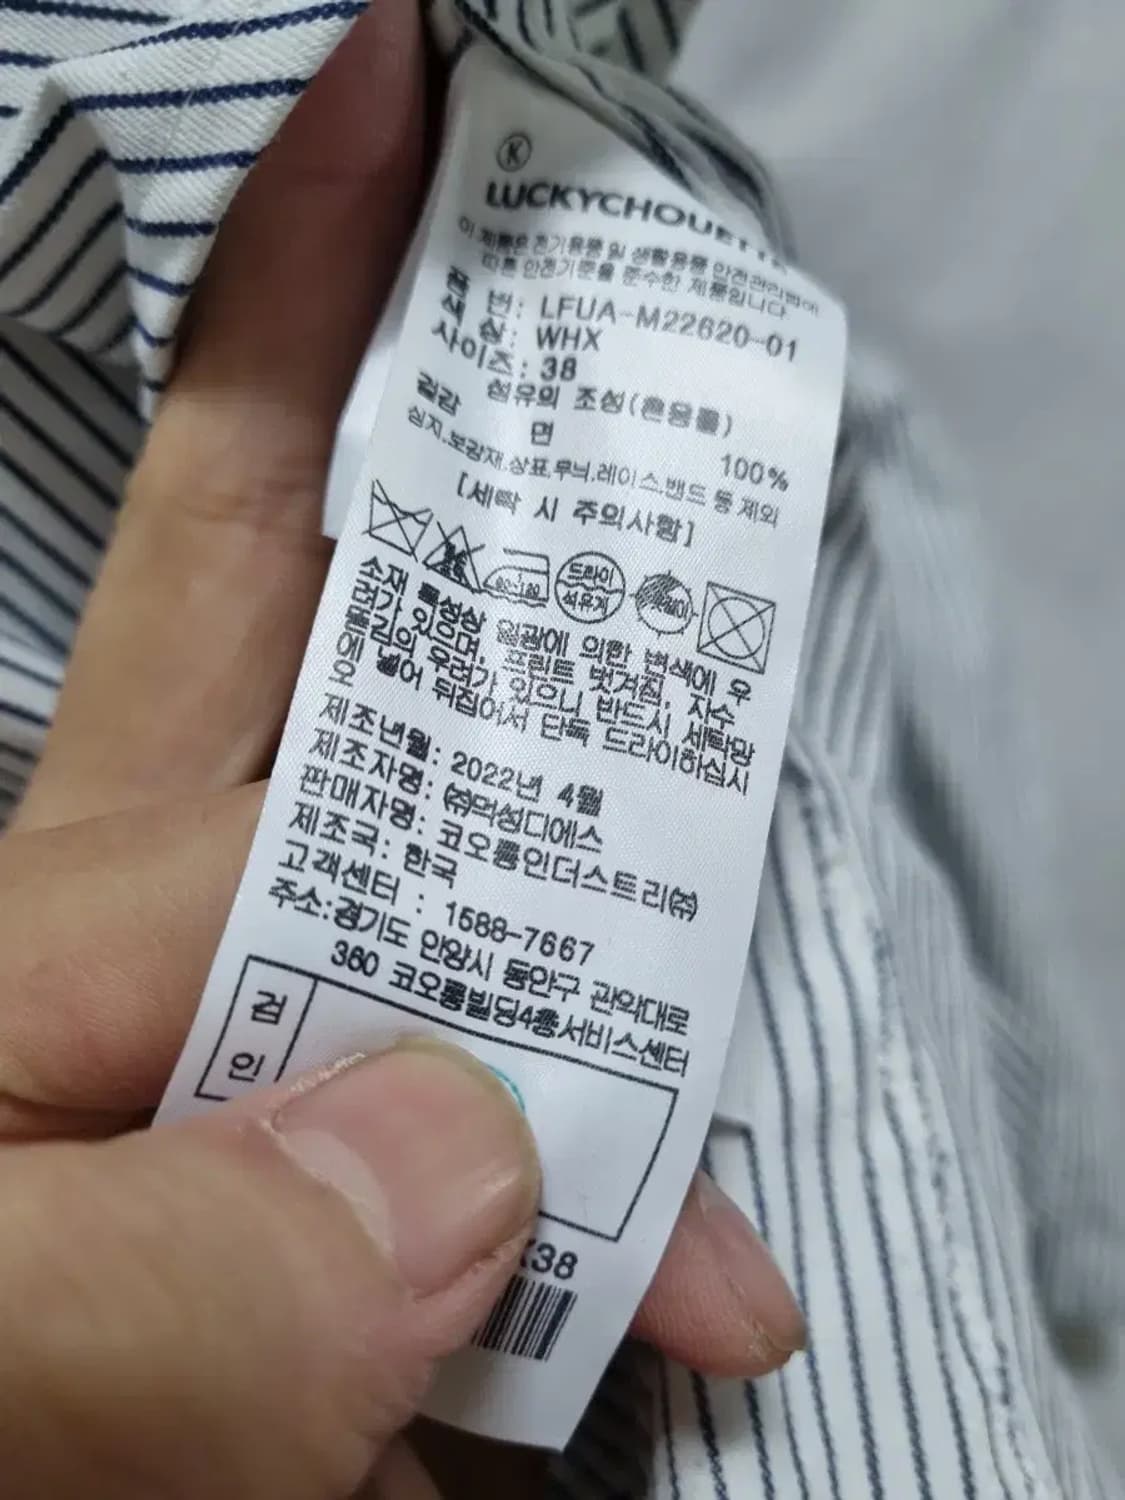 K
LUCKYCHOUETTE
이 제품은 전기용품 및 생활용품 안전관리법에
따른 안전기준을 준수한 제품입니다
품 번: LFUA-M22620-01
색 상: WHX
사이즈: 38
섬유의 조성(혼용률)
겉감 면 100%
심지,보강재,상표,무늬,레이스,밴드 등 제외
[세탁 시 주의사항]
80~120 드라이 석유계
소재 특성상 일광에 의한 변색에 우
려가 있으며, 프린트 벗겨짐, 자수
올 뜯김의 우려가 있으니 반드시 세탁망
에 넣어 뒤집어서 단독 드라이하십시
오
제조년월: 2022년 4월
제조자명: ㈜먹성디에스
판매자명: 코오롱인더스트리㈜
제조국: 한국
고객센터 : 1588-7667
주소:경기도 안양시 동안구 관악대로
360 코오롱빌딩4층서비스센터
검
인
X38